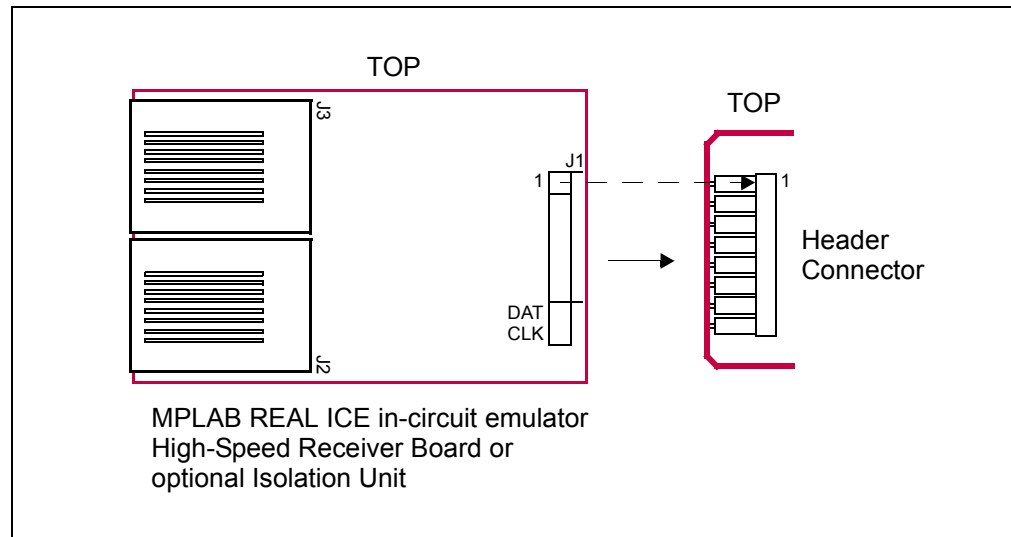 TOP
TOP
J3
J1
1
1
Header
Connector
DAT
CLK
J2
MPLAB REAL ICE in-circuit emulator
High-Speed Receiver Board or
optional Isolation Unit